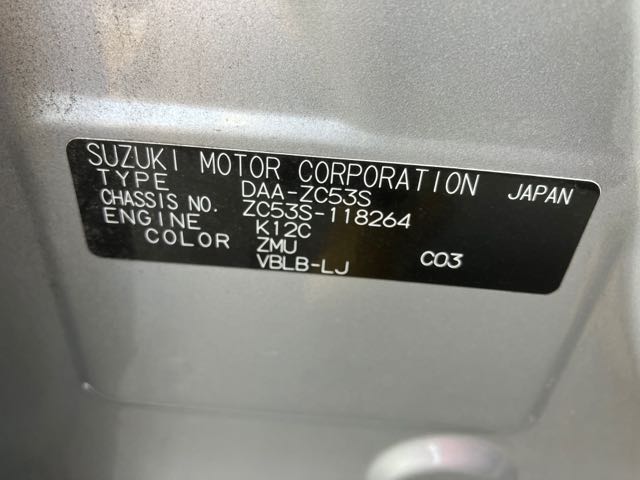 SUZUKI MOTOR CORPORATION JAPAN
TYPE DAA-ZC53S
CHASSIS NO. ZC53S-118264
ENGINE K12C
COLOR ZMU
VBLB-LJ C03